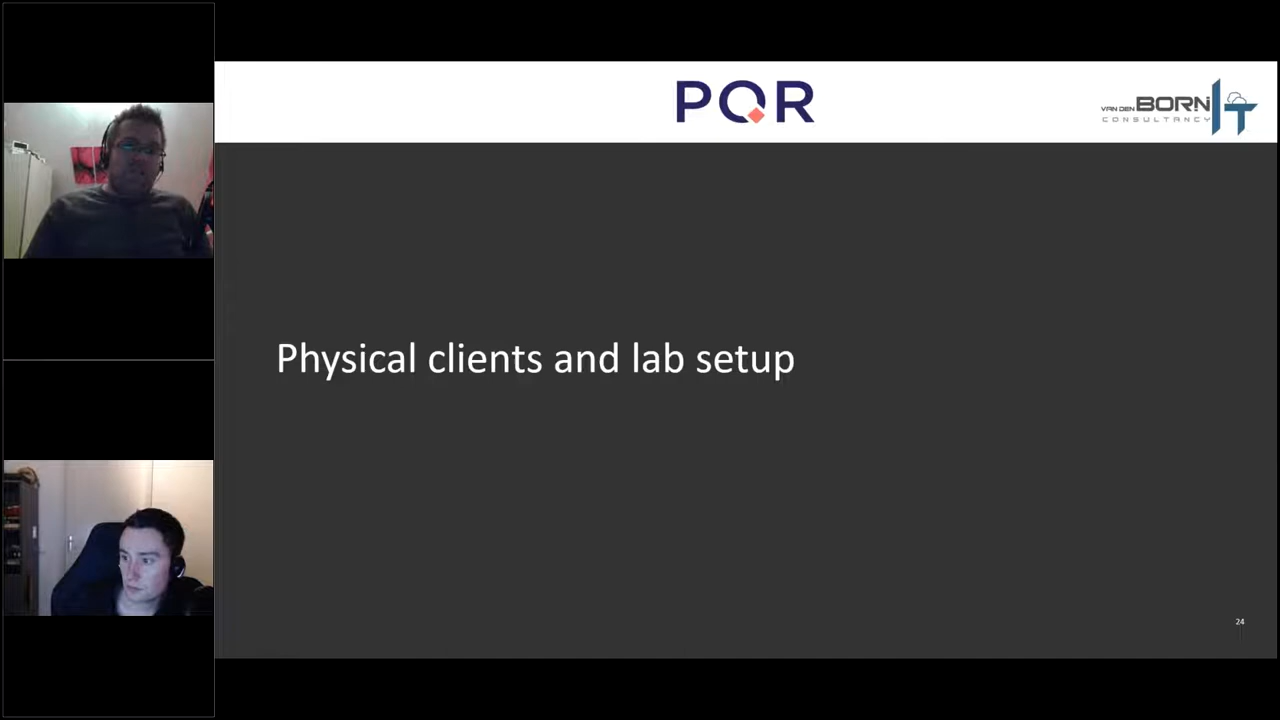 PQR
VAN DEN BORN IT
CONSULTANCY
Physical clients and lab setup
24